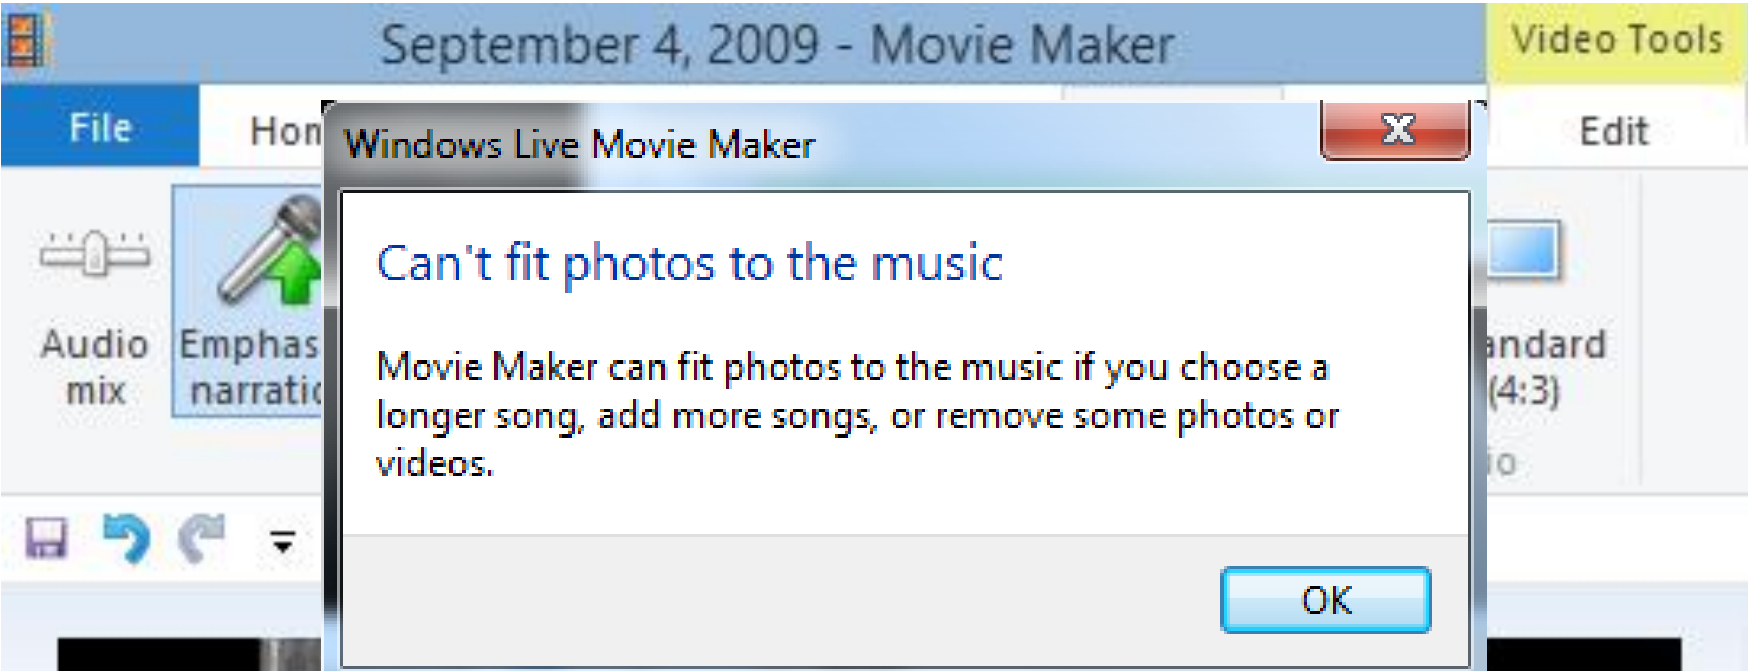 September 4, 2009 - Movie Maker
Video Tools
File
Edit
Windows Live Movie Maker
Can't fit photos to the music
Movie Maker can fit photos to the music if you choose a
longer song, add more songs, or remove some photos or
videos.
OK
Audio
mix
(4:3)